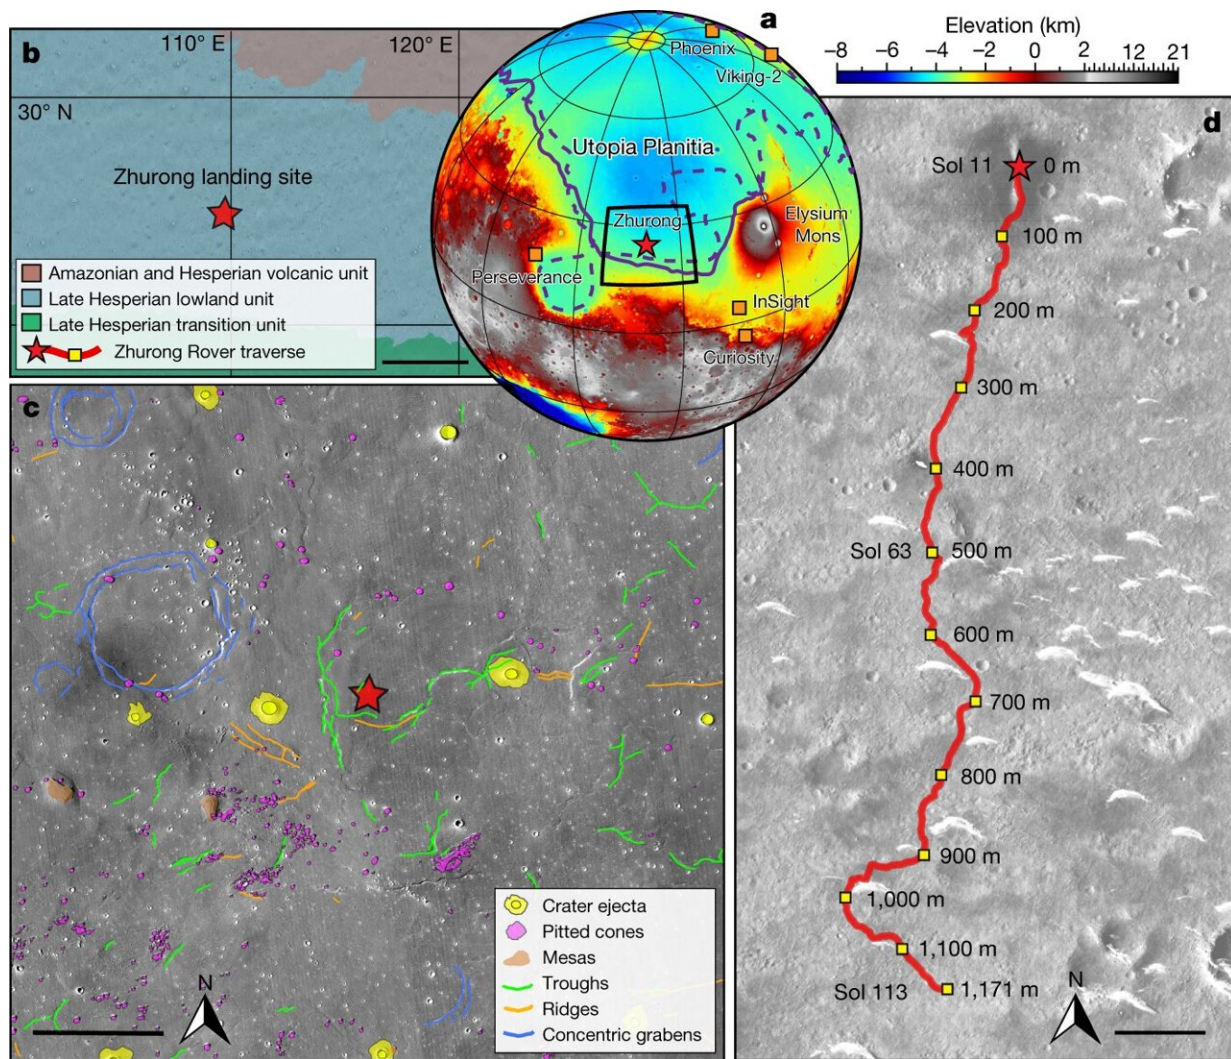 a
Phoenix
Viking-2
Utopia Planitia
Zhurong
Elysium
Mons
Perseverance
InSight
Curiosity
Elevation (km)
−8 −6 −4 −2 0 2 12 21
b
110° E
120° E
30° N
Zhurong landing site
Amazonian and Hesperian volcanic unit
Late Hesperian lowland unit
Late Hesperian transition unit
Zhurong Rover traverse
c
Crater ejecta
Pitted cones
Mesas
Troughs
Ridges
Concentric grabens
N
d
Sol 11 0 m
100 m
200 m
300 m
400 m
Sol 63 500 m
600 m
700 m
800 m
900 m
1,000 m
1,100 m
Sol 113 1,171 m
N